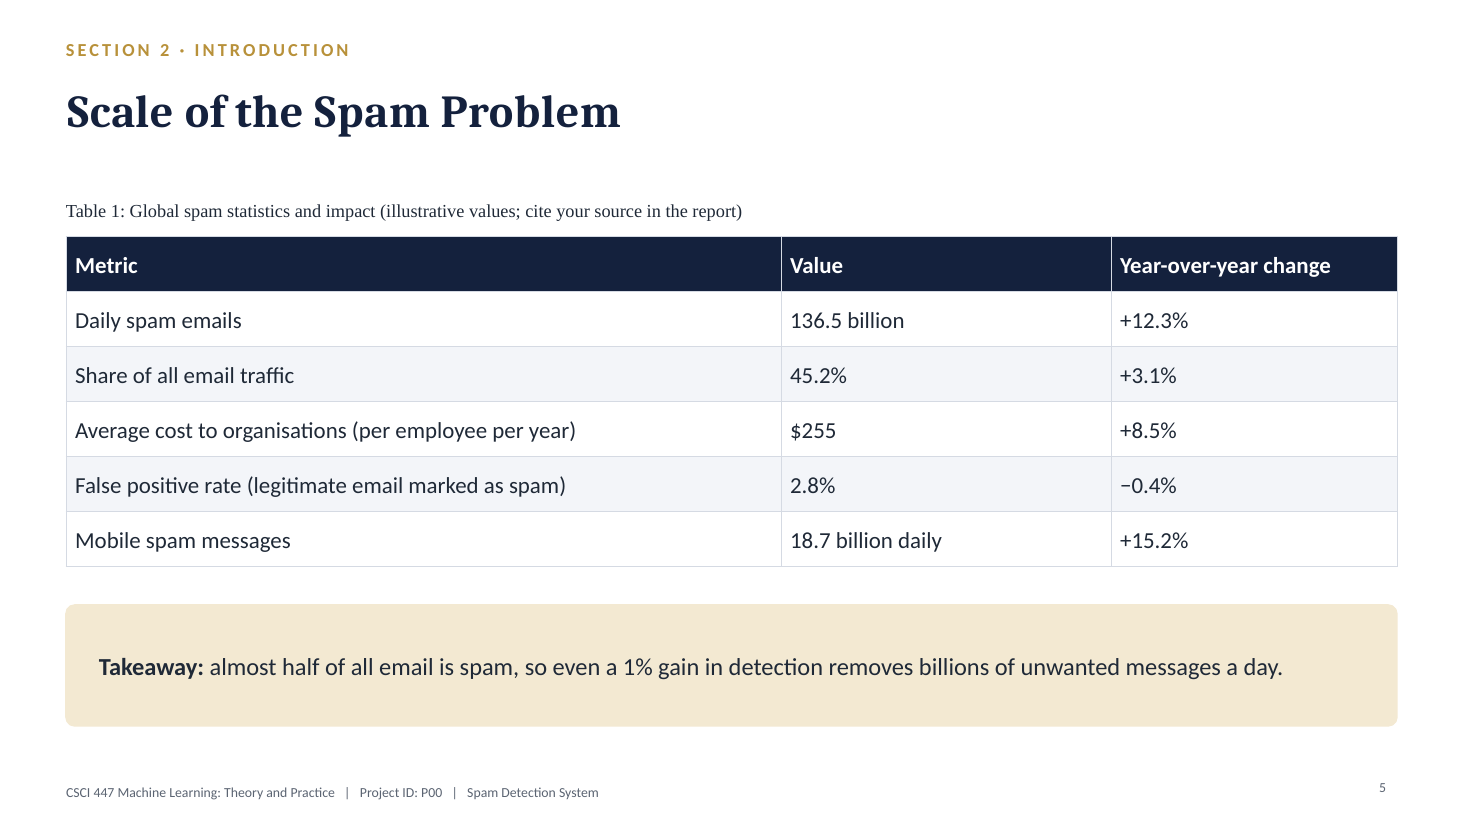 SECTION 2 · INTRODUCTION
Scale of the Spam Problem
Table 1: Global spam statistics and impact (illustrative values; cite your source in the report)
Metric Value Year-over-year change
Daily spam emails 136.5 billion +12.3%
Share of all email traffic 45.2% +3.1%
Average cost to organisations (per employee per year) $255 +8.5%
False positive rate (legitimate email marked as spam) 2.8% −0.4%
Mobile spam messages 18.7 billion daily +15.2%
Takeaway: almost half of all email is spam, so even a 1% gain in detection removes billions of unwanted messages a day.
CSCI 447 Machine Learning: Theory and Practice | Project ID: P00 | Spam Detection System
5